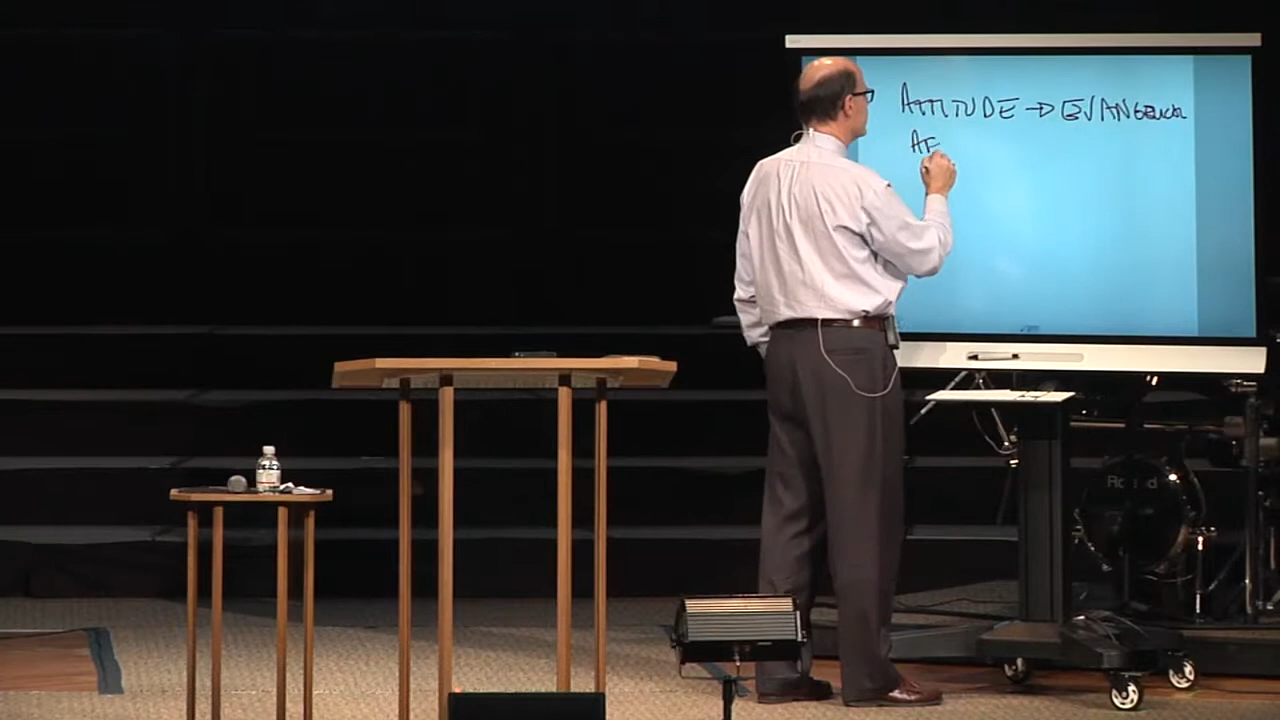 ATTITUDE → EVANGELICAL
AF
Roland